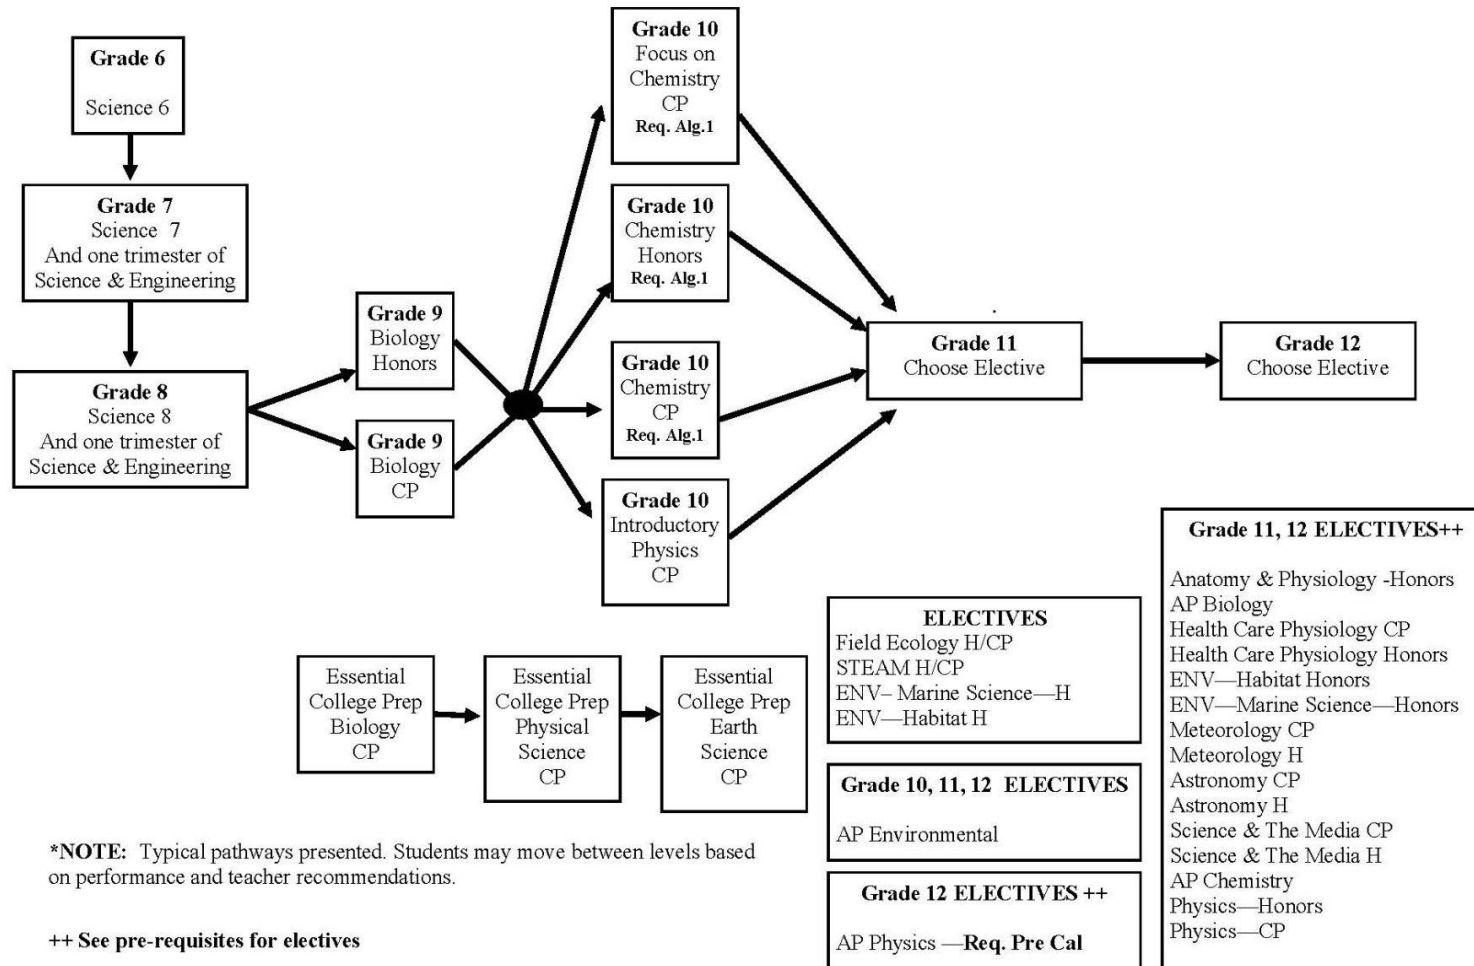 Grade 6
Science 6
Grade 7
Science 7
And one trimester of
Science & Engineering
Grade 8
Science 8
And one trimester of
Science & Engineering
Grade 9
Biology
Honors
Grade 9
Biology
CP
Grade 10
Focus on
Chemistry
CP
Req. Alg.1
Grade 10
Chemistry
Honors
Req. Alg.1
Grade 10
Chemistry
CP
Req. Alg.1
Grade 10
Introductory
Physics
CP
Grade 11
Choose Elective
Grade 12
Choose Elective
Essential
College Prep
Biology
CP
Essential
College Prep
Physical
Science
CP
Essential
College Prep
Earth
Science
CP
ELECTIVES
Field Ecology H/CP
STEAM H/CP
ENV– Marine Science—H
ENV—Habitat H
Grade 10, 11, 12 ELECTIVES
AP Environmental
Grade 12 ELECTIVES ++
AP Physics —Req. Pre Cal
Grade 11, 12 ELECTIVES++
Anatomy & Physiology -Honors
AP Biology
Health Care Physiology CP
Health Care Physiology Honors
ENV—Habitat Honors
ENV—Marine Science—Honors
Meteorology CP
Meteorology H
Astronomy CP
Astronomy H
Science & The Media CP
Science & The Media H
AP Chemistry
Physics—Honors
Physics—CP
*NOTE: Typical pathways presented. Students may move between levels based
on performance and teacher recommendations.
++ See pre-requisites for electives